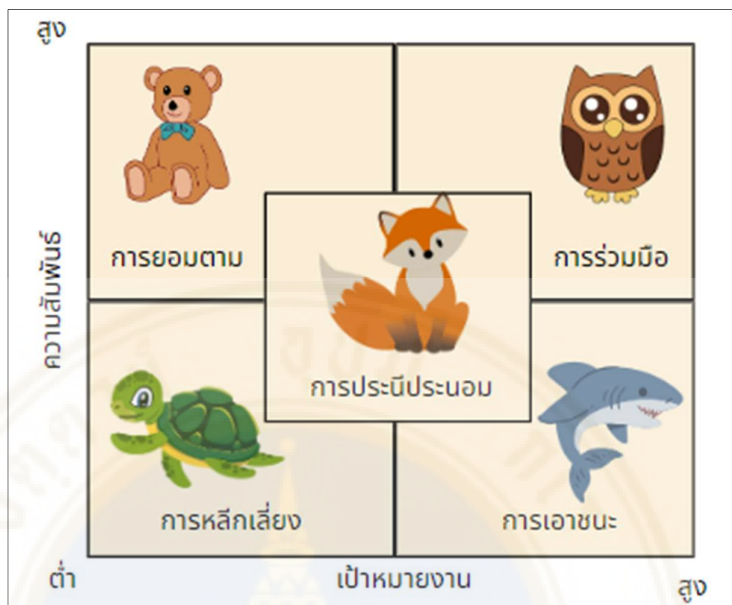 สูง
การยอมตาม
การร่วมมือ
ความสัมพันธ์
การประนีประนอม
การหลีกเลี่ยง
การเอาชนะ
ต่ำ
เป้าหมายงาน
สูง